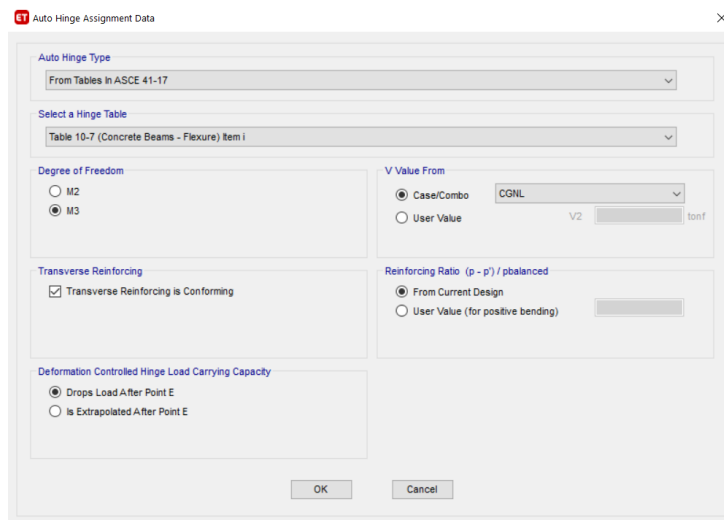 ET Auto Hinge Assignment Data
Auto Hinge Type
From Tables In ASCE 41-17
Select a Hinge Table
Table 10-7 (Concrete Beams - Flexure) Item i
Degree of Freedom
M2
M3
V Value From
Case/Combo CGNL
User Value V2 tonf
Transverse Reinforcing
Transverse Reinforcing is Conforming
Reinforcing Ratio (p - p') / pbalanced
From Current Design
User Value (for positive bending)
Deformation Controlled Hinge Load Carrying Capacity
Drops Load After Point E
Is Extrapolated After Point E
OK Cancel